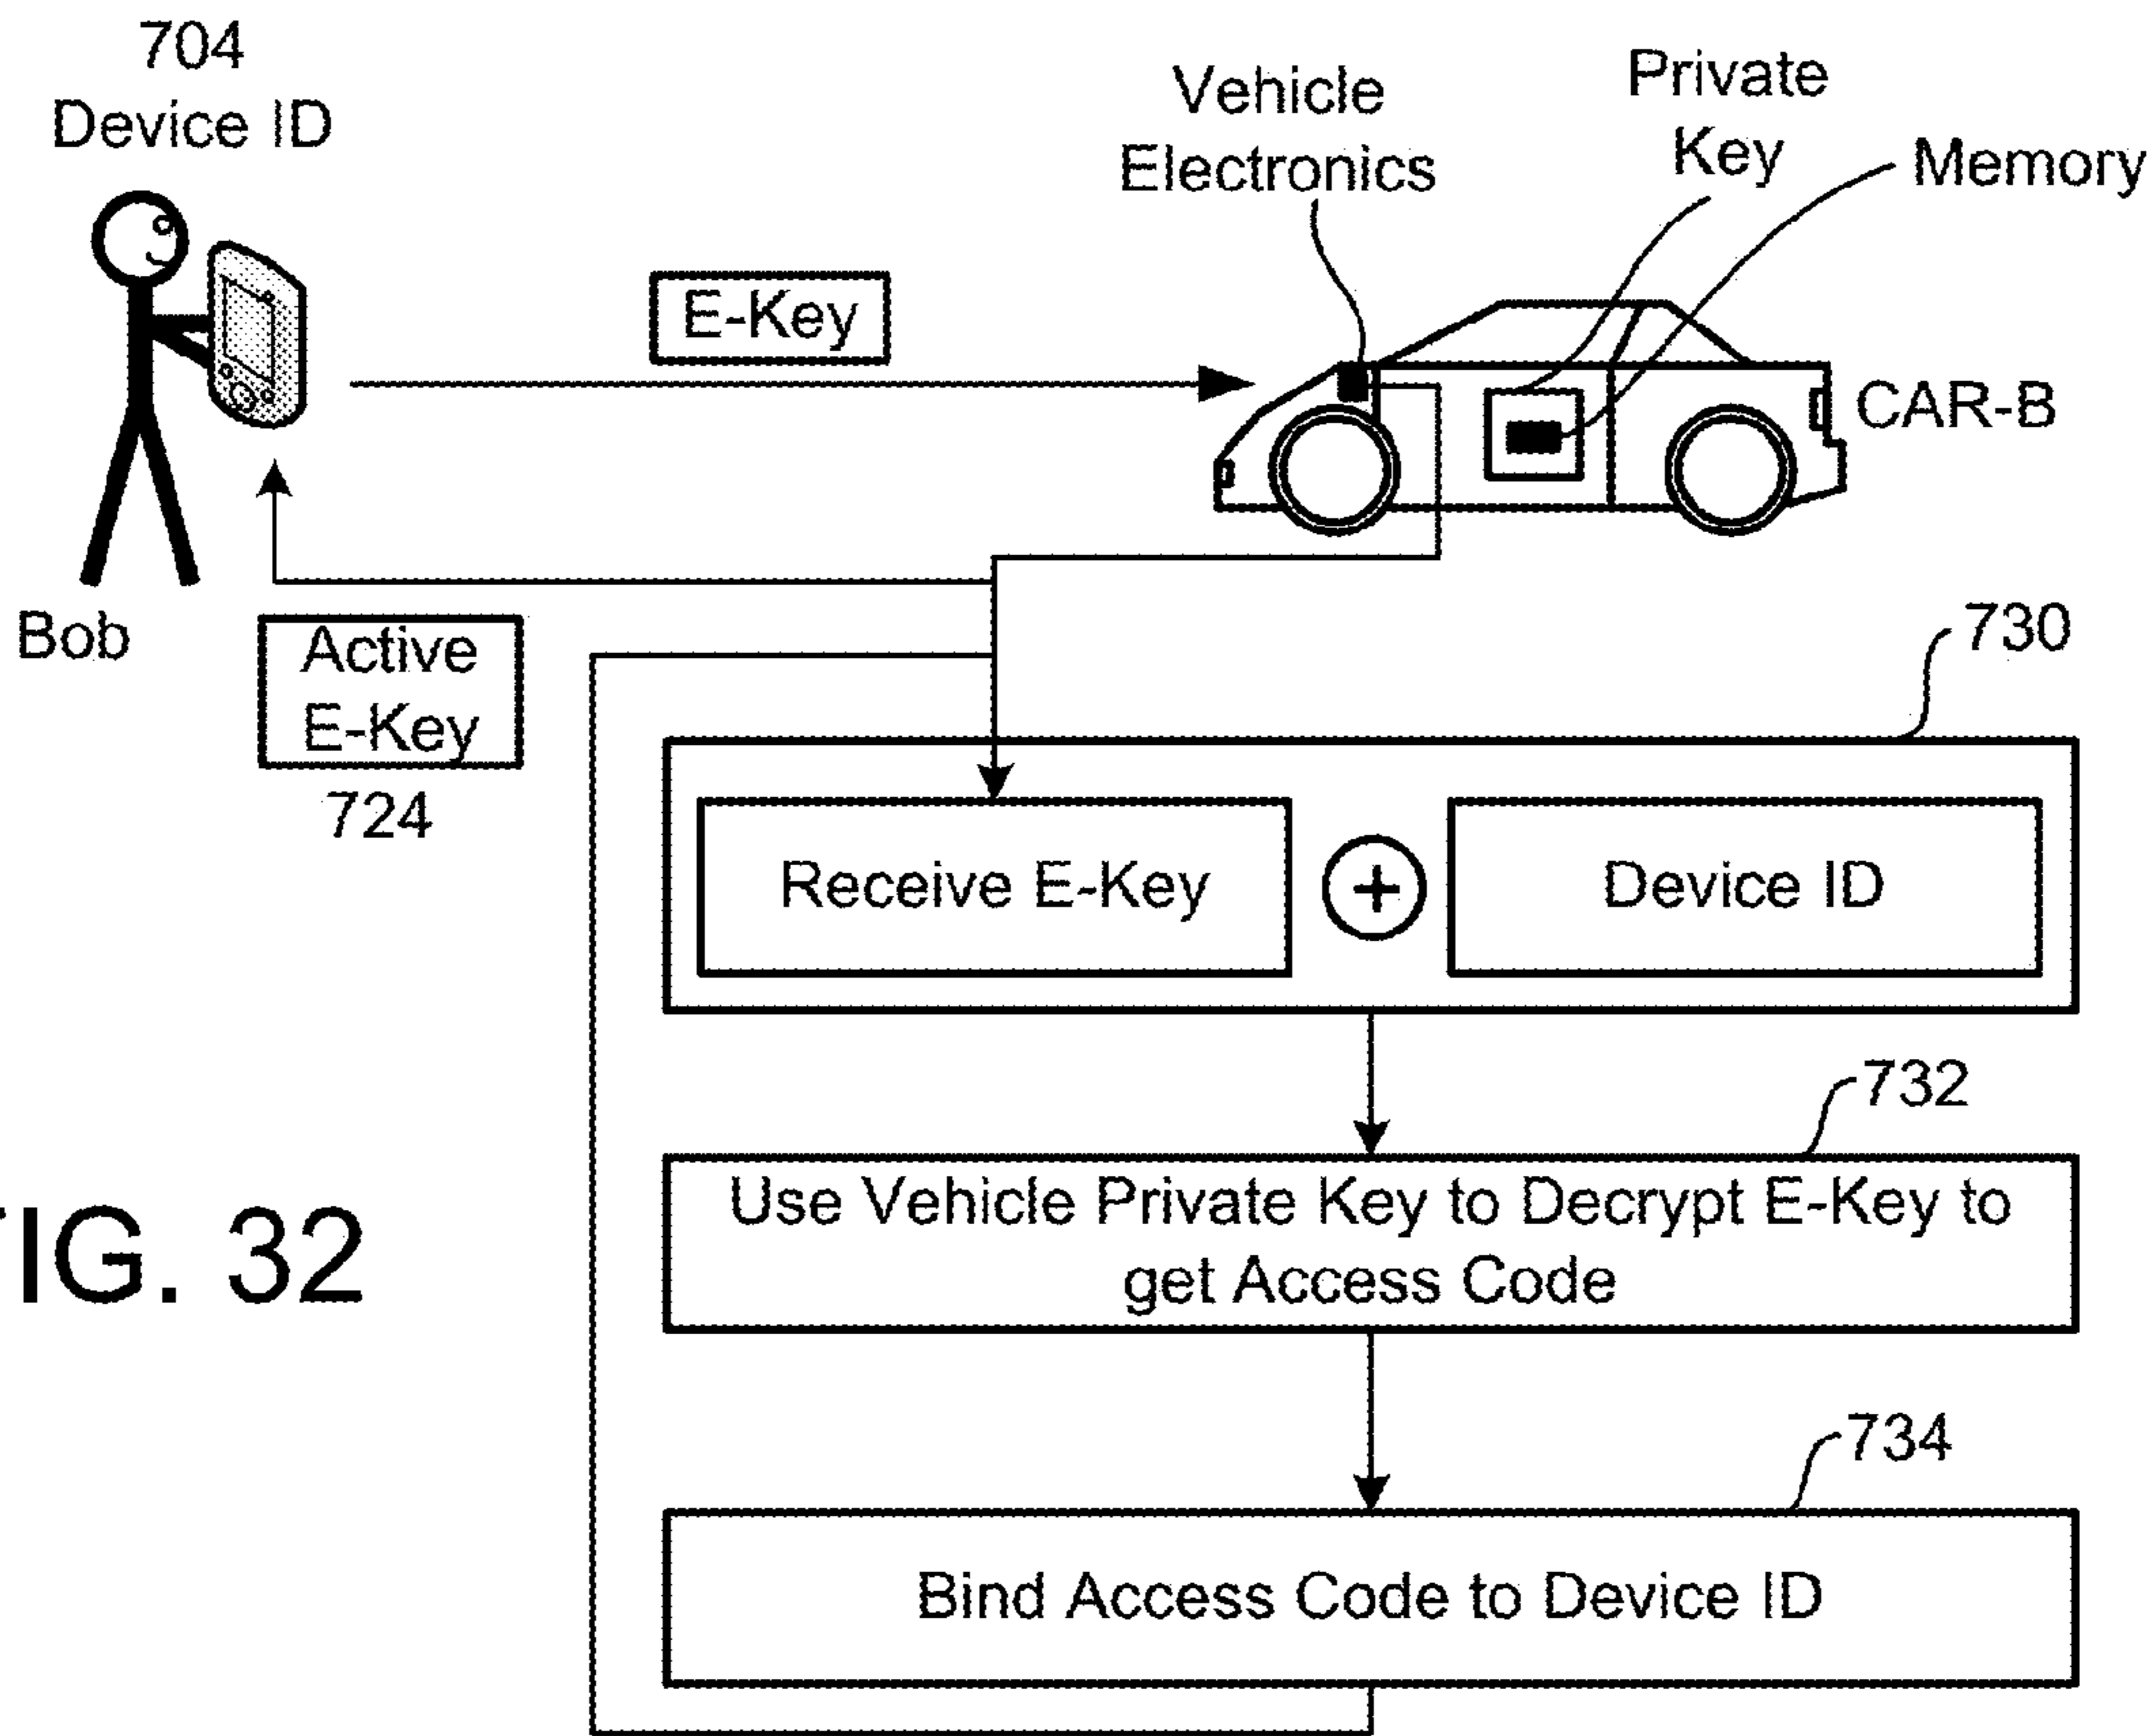 704
Device ID
Vehicle
Electronics
Private
Key
Memory
E-Key
CAR-B
Bob
Active
E-Key
724
730
Receive E-Key
+
Device ID
732
Use Vehicle Private Key to Decrypt E-Key to
get Access Code
FIG. 32
734
Bind Access Code to Device ID